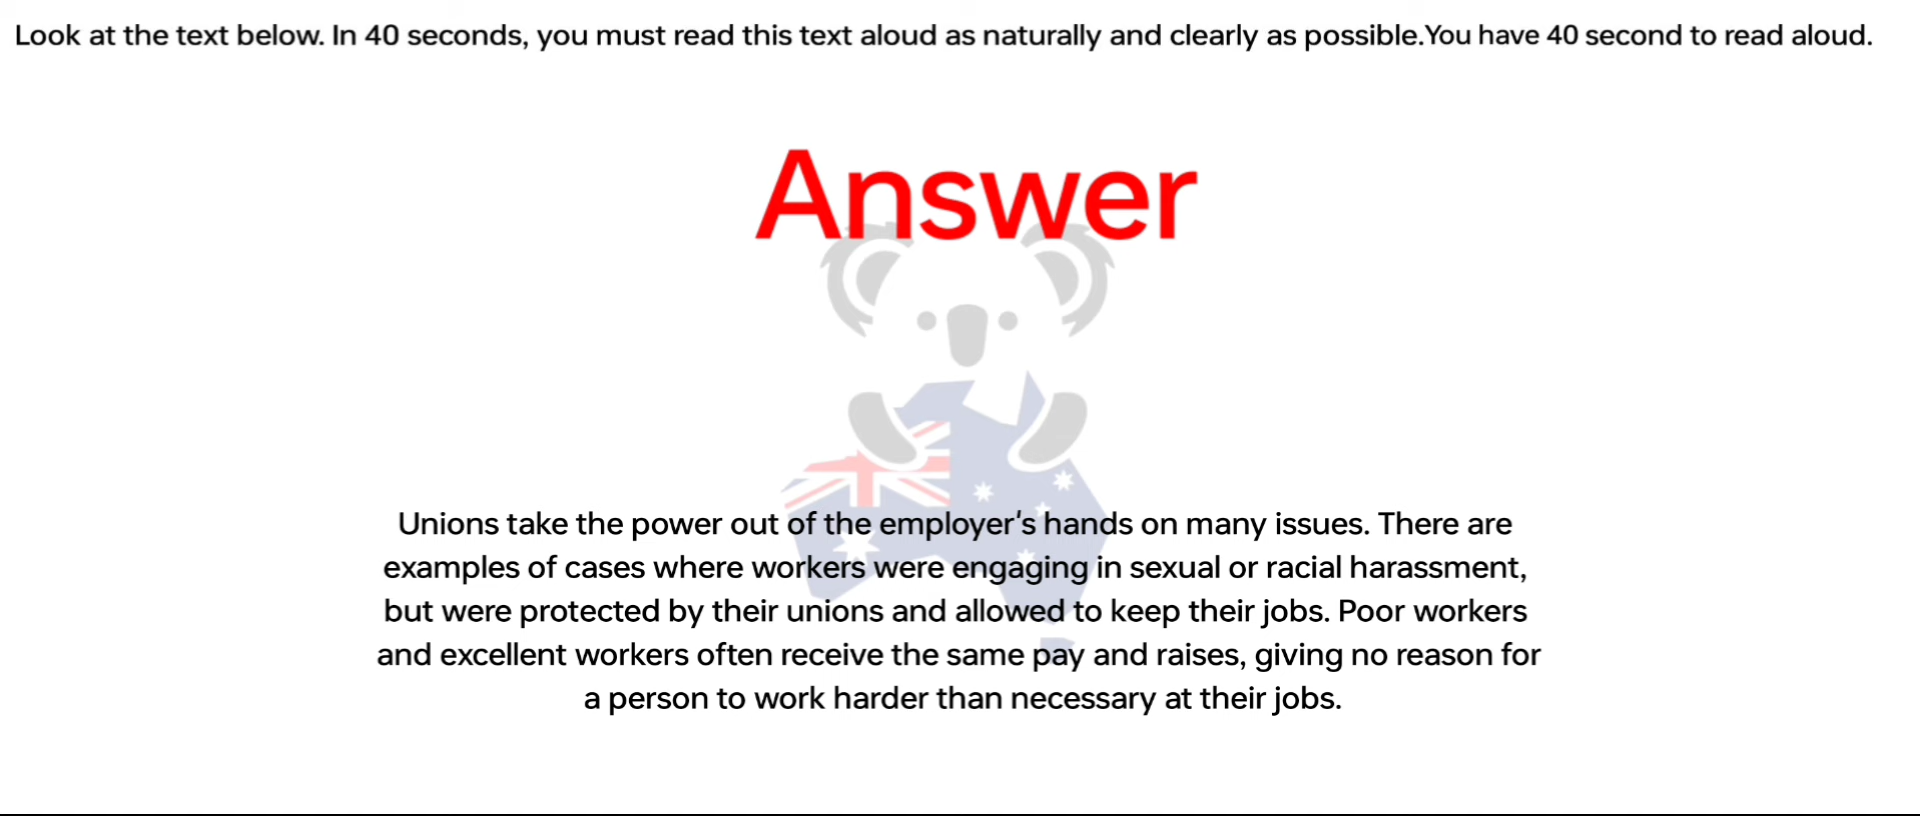 Look at the text below. In 40 seconds, you must read this text aloud as naturally and clearly as possible.You have 40 second to read aloud.
Answer
Unions take the power out of the employer's hands on many issues. There are
examples of cases where workers were engaging in sexual or racial harassment,
but were protected by their unions and allowed to keep their jobs. Poor workers
and excellent workers often receive the same pay and raises, giving no reason for
a person to work harder than necessary at their jobs.